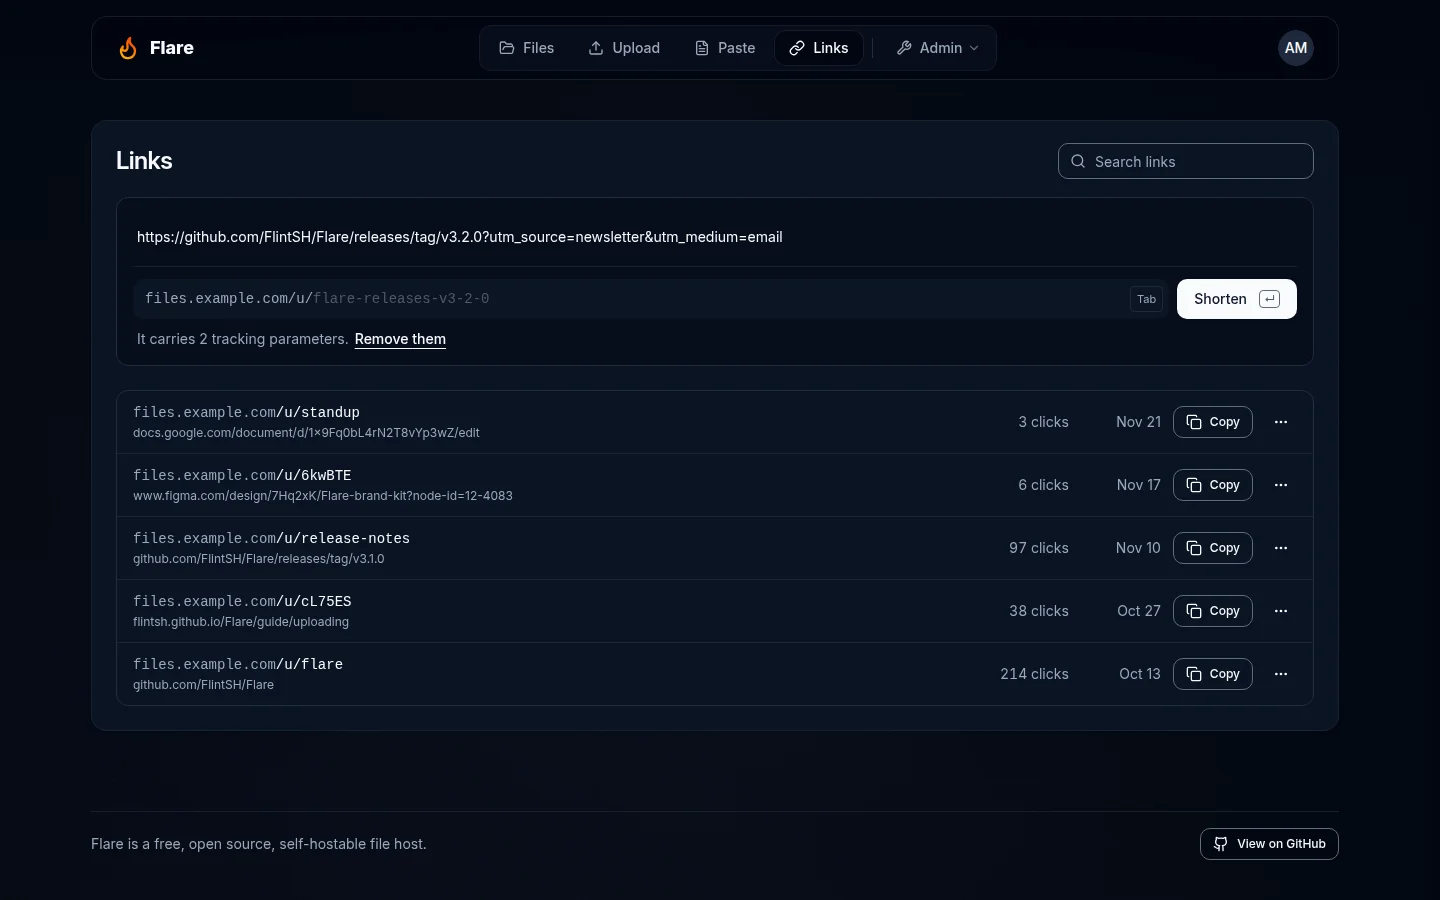 Flare
Files
Upload
Paste
Links
Admin
AM
Links
Search links
https://github.com/FlintSH/Flare/releases/tag/v3.2.0?utm_source=newsletter&utm_medium=email
files.example.com/u/flare-releases-v3-2-0
Tab
Shorten
It carries 2 tracking parameters. Remove them
files.example.com/u/standup
docs.google.com/document/d/1×9Fq0bL4rN2T8vYp3wZ/edit
3 clicks
Nov 21
Copy
files.example.com/u/6kwBTE
www.figma.com/design/7Hq2xK/Flare-brand-kit?node-id=12-4083
6 clicks
Nov 17
Copy
files.example.com/u/release-notes
github.com/FlintSH/Flare/releases/tag/v3.1.0
97 clicks
Nov 10
Copy
files.example.com/u/cL75ES
flintsh.github.io/Flare/guide/uploading
38 clicks
Oct 27
Copy
files.example.com/u/flare
github.com/FlintSH/Flare
214 clicks
Oct 13
Copy
Flare is a free, open source, self-hostable file host.
View on GitHub